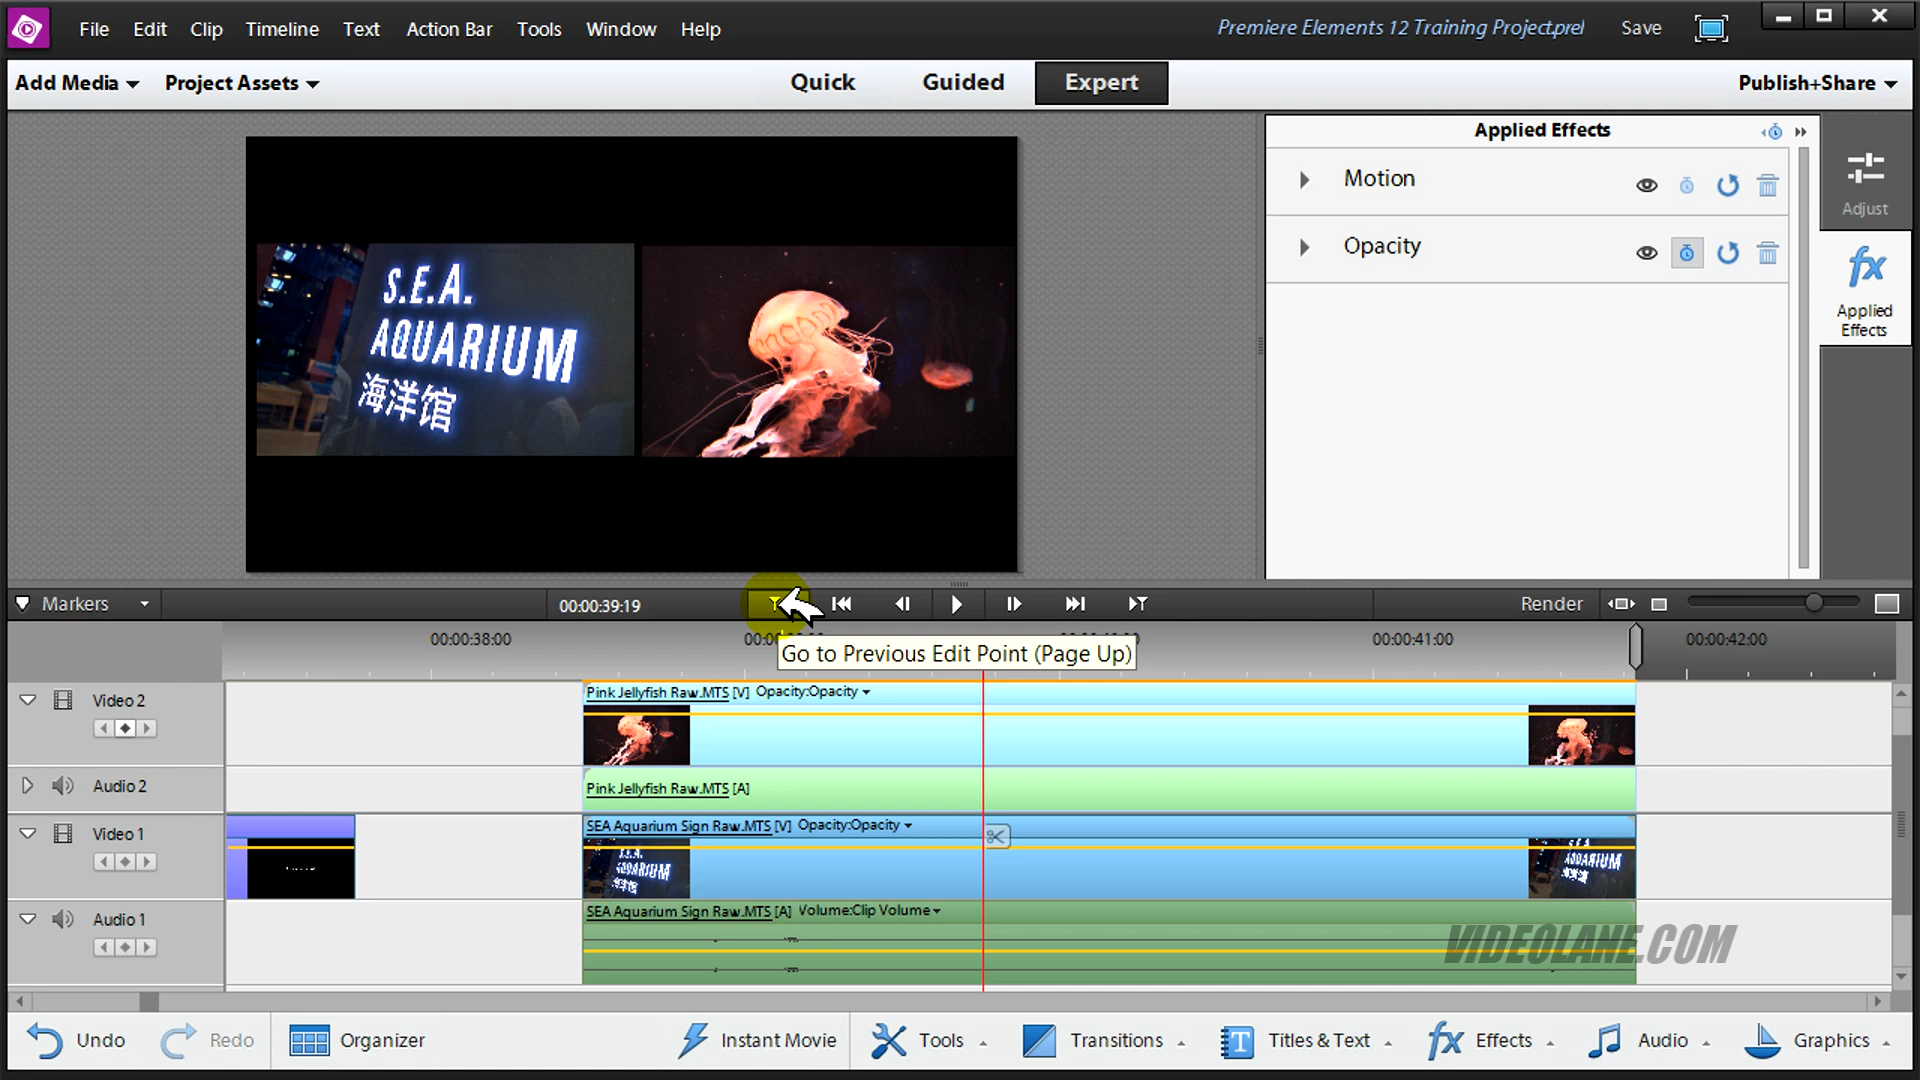 File Edit Clip Timeline Text Action Bar Tools Window Help
Premiere Elements 12 Training Project.prel Save
Add Media Project Assets
Quick Guided Expert
Publish+Share
Applied Effects
Motion
Opacity
Adjust
fx
Applied
Effects
S.E.A.
AQUARIUM
海洋馆
Markers
00:00:39:19
Render
00:00:38:00
00:00:41:00
00:00:42:00
Go to Previous Edit Point (Page Up)
Video 2
Pink Jellyfish Raw.MTS [V] Opacity:Opacity
Audio 2
Pink Jellyfish Raw.MTS [A]
Video 1
SEA Aquarium Sign Raw.MTS [V] Opacity:Opacity
Audio 1
SEA Aquarium Sign Raw.MTS [A] Volume:Clip Volume
VIDEOLANE.COM
Undo Redo Organizer Instant Movie Tools Transitions Titles & Text Effects Audio Graphics